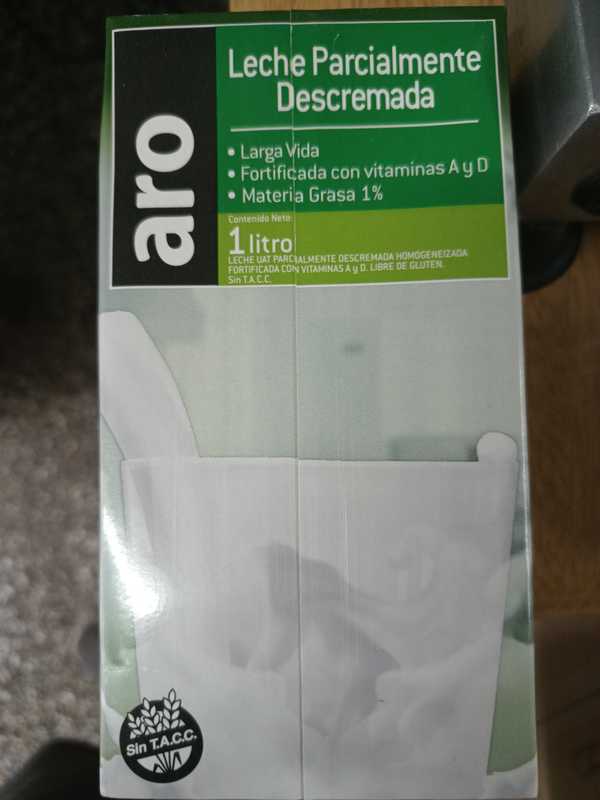 aro
Leche Parcialmente
Descremada
• Larga Vida
• Fortificada con vitaminas A y D
• Materia Grasa 1%
Contenido Neto
1 litro
LECHE UAT PARCIALMENTE DESCREMADA HOMOGENEIZADA
FORTIFICADA CON VITAMINAS A y D. LIBRE DE GLUTEN.
Sin T.A.C.C.
Sin T.A.C.C.